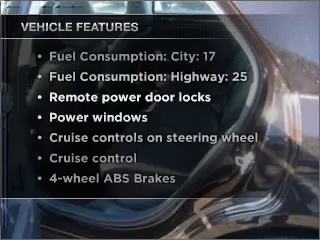 VEHICLE FEATURES
• Fuel Consumption: City: 17
• Fuel Consumption: Highway: 25
• Remote power door locks
• Power windows
• Cruise controls on steering wheel
• Cruise control
• 4-wheel ABS Brakes